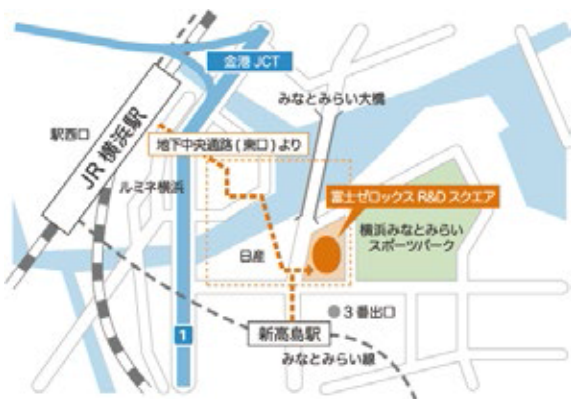 金港JCT
みなとみらい大橋
駅西口
JR 横浜駅
地下中央通路(東口)より
ルミネ横浜
富士ゼロックス R&D スクエア
横浜みなとみらい
スポーツパーク
日産
1
3番出口
新高島駅
みなとみらい線